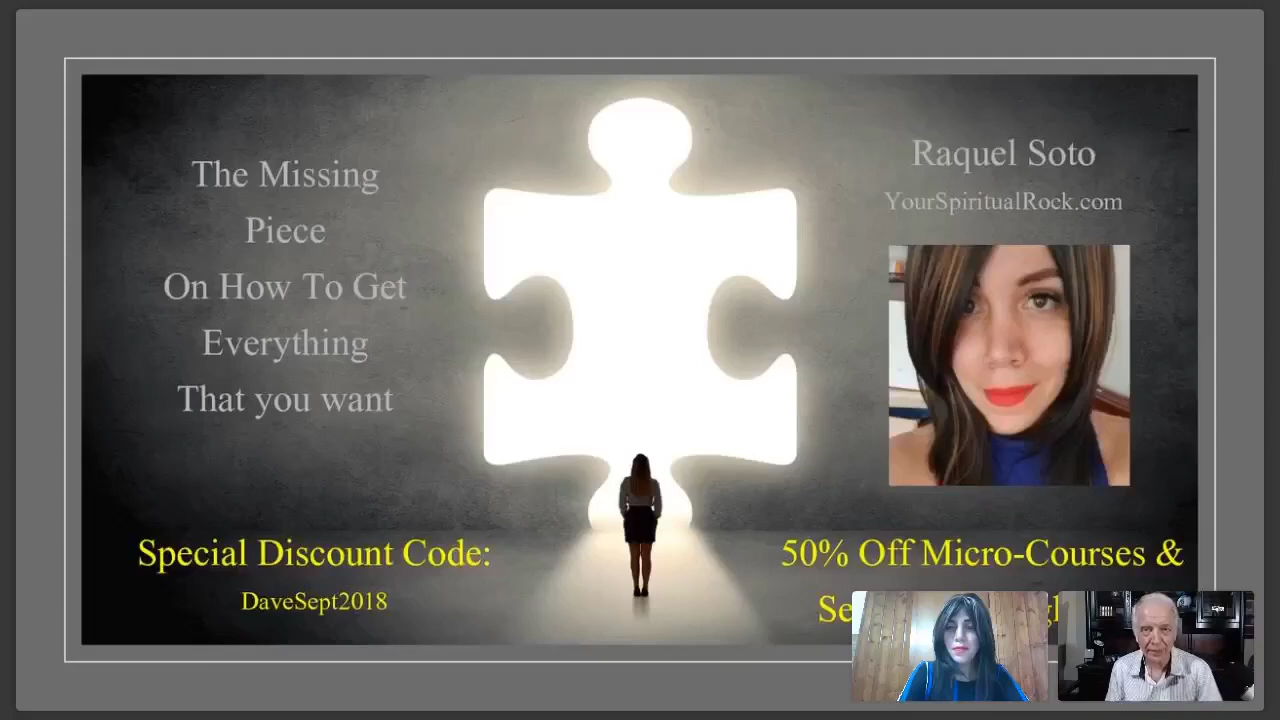 The Missing
Piece
On How To Get
Everything
That you want
Raquel Soto
YourSpiritualRock.com
Special Discount Code:
DaveSept2018
50% Off Micro-Courses &